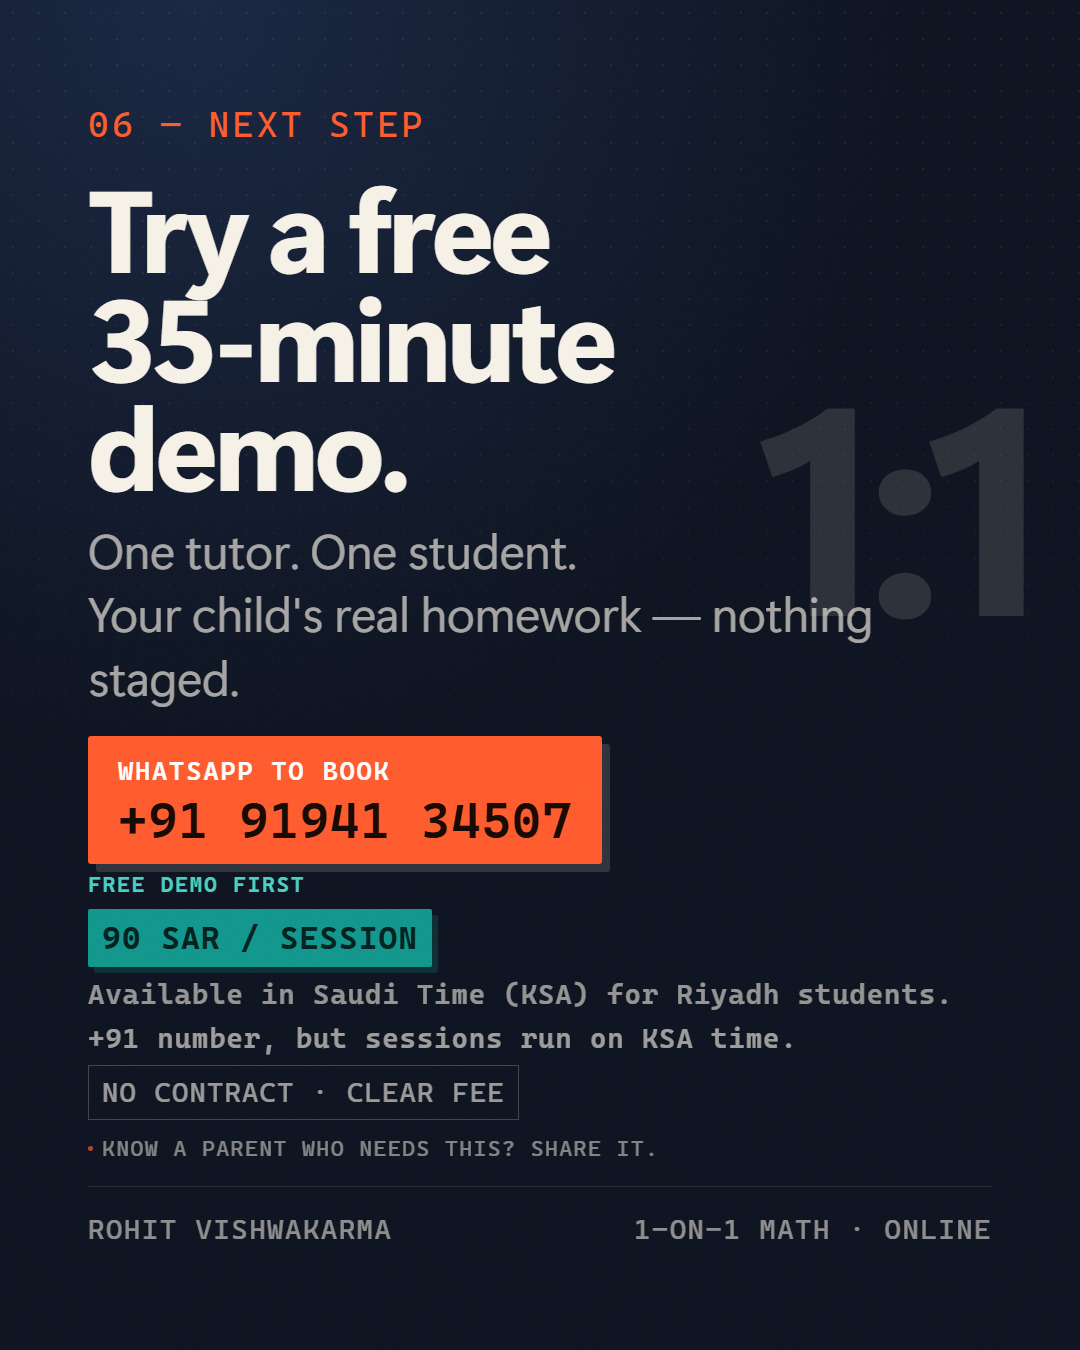 06 — NEXT STEP
Try a free
35-minute
demo.
1:1
One tutor. One student.
Your child's real homework — nothing
staged.
WHATSAPP TO BOOK
+91 91941 34507
FREE DEMO FIRST
90 SAR / SESSION
Available in Saudi Time (KSA) for Riyadh students.
+91 number, but sessions run on KSA time.
NO CONTRACT · CLEAR FEE
• KNOW A PARENT WHO NEEDS THIS? SHARE IT.
ROHIT VISHWAKARMA
1–ON–1 MATH · ONLINE